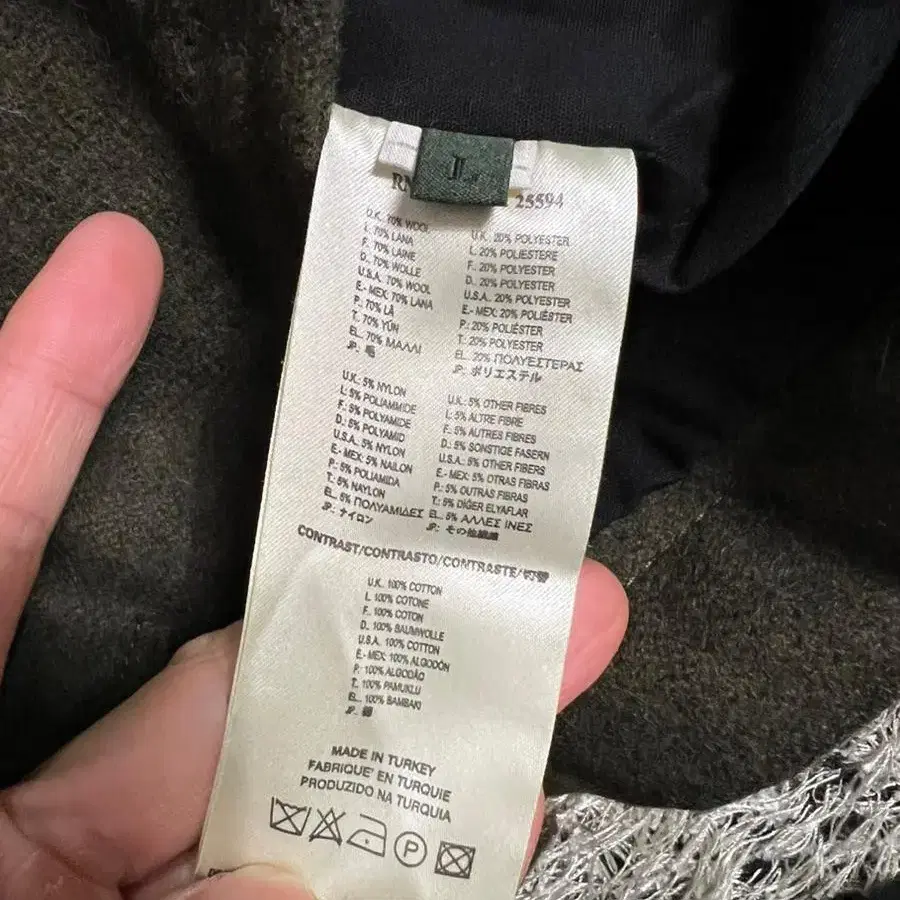 L
RN
25594
U.K.: 70% WOOL
I.: 70% LANA
F.: 70% LAINE
D.: 70% WOLLE
U.S.A.: 70% WOOL
E.- MEX: 70% LANA
P.: 70% LÃ
T.: 70% YÜN
EL.: 70% ΜΑΛΛΙ
JP.: 毛
U.K.: 20% POLYESTER
I.: 20% POLIESTERE
F.: 20% POLYESTER
D.: 20% POLYESTER
U.S.A.: 20% POLYESTER
E.- MEX: 20% POLIÉSTER
P.: 20% POLIÉSTER
T.: 20% POLYESTER
EL.: 20% ΠΟΛΥΕΣΤΕΡΑΣ
JP.: ポリエステル
U.K.: 5% NYLON
I.: 5% POLIAMMIDE
F.: 5% POLYAMIDE
D.: 5% POLYAMID
U.S.A.: 5% NYLON
E.- MEX: 5% NAILON
P.: 5% POLIAMIDA
T.: 5% NAYLON
EL.: 5% ΠΟΛΥΑΜΙΔΕΣ
JP.: ナイロン
U.K.: 5% OTHER FIBRES
I.: 5% ALTRE FIBRE
F.: 5% AUTRES FIBRES
D.: 5% SONSTIGE FASERN
U.S.A.: 5% OTHER FIBERS
E.- MEX: 5% OTRAS FIBRAS
P.: 5% OUTRAS FIBRAS
T.: 5% DİĞER ELYAFLAR
EL.: 5% ΑΛΛΕΣ ΙΝΕΣ
JP.: その他繊維
CONTRAST/CONTRASTO/CONTRASTE/切替
U.K.: 100% COTTON
I.: 100% COTONE
F.: 100% COTON
D.: 100% BAUMWOLLE
U.S.A.: 100% COTTON
E.- MEX: 100% ALGODÓN
P.: 100% ALGODÃO
T.: 100% PAMUKLU
EL.: 100% ΒΑΜΒΑΚΙ
JP.: 綿
MADE IN TURKEY
FABRIQUE' EN TURQUIE
PRODUZIDO NA TURQUIA
P